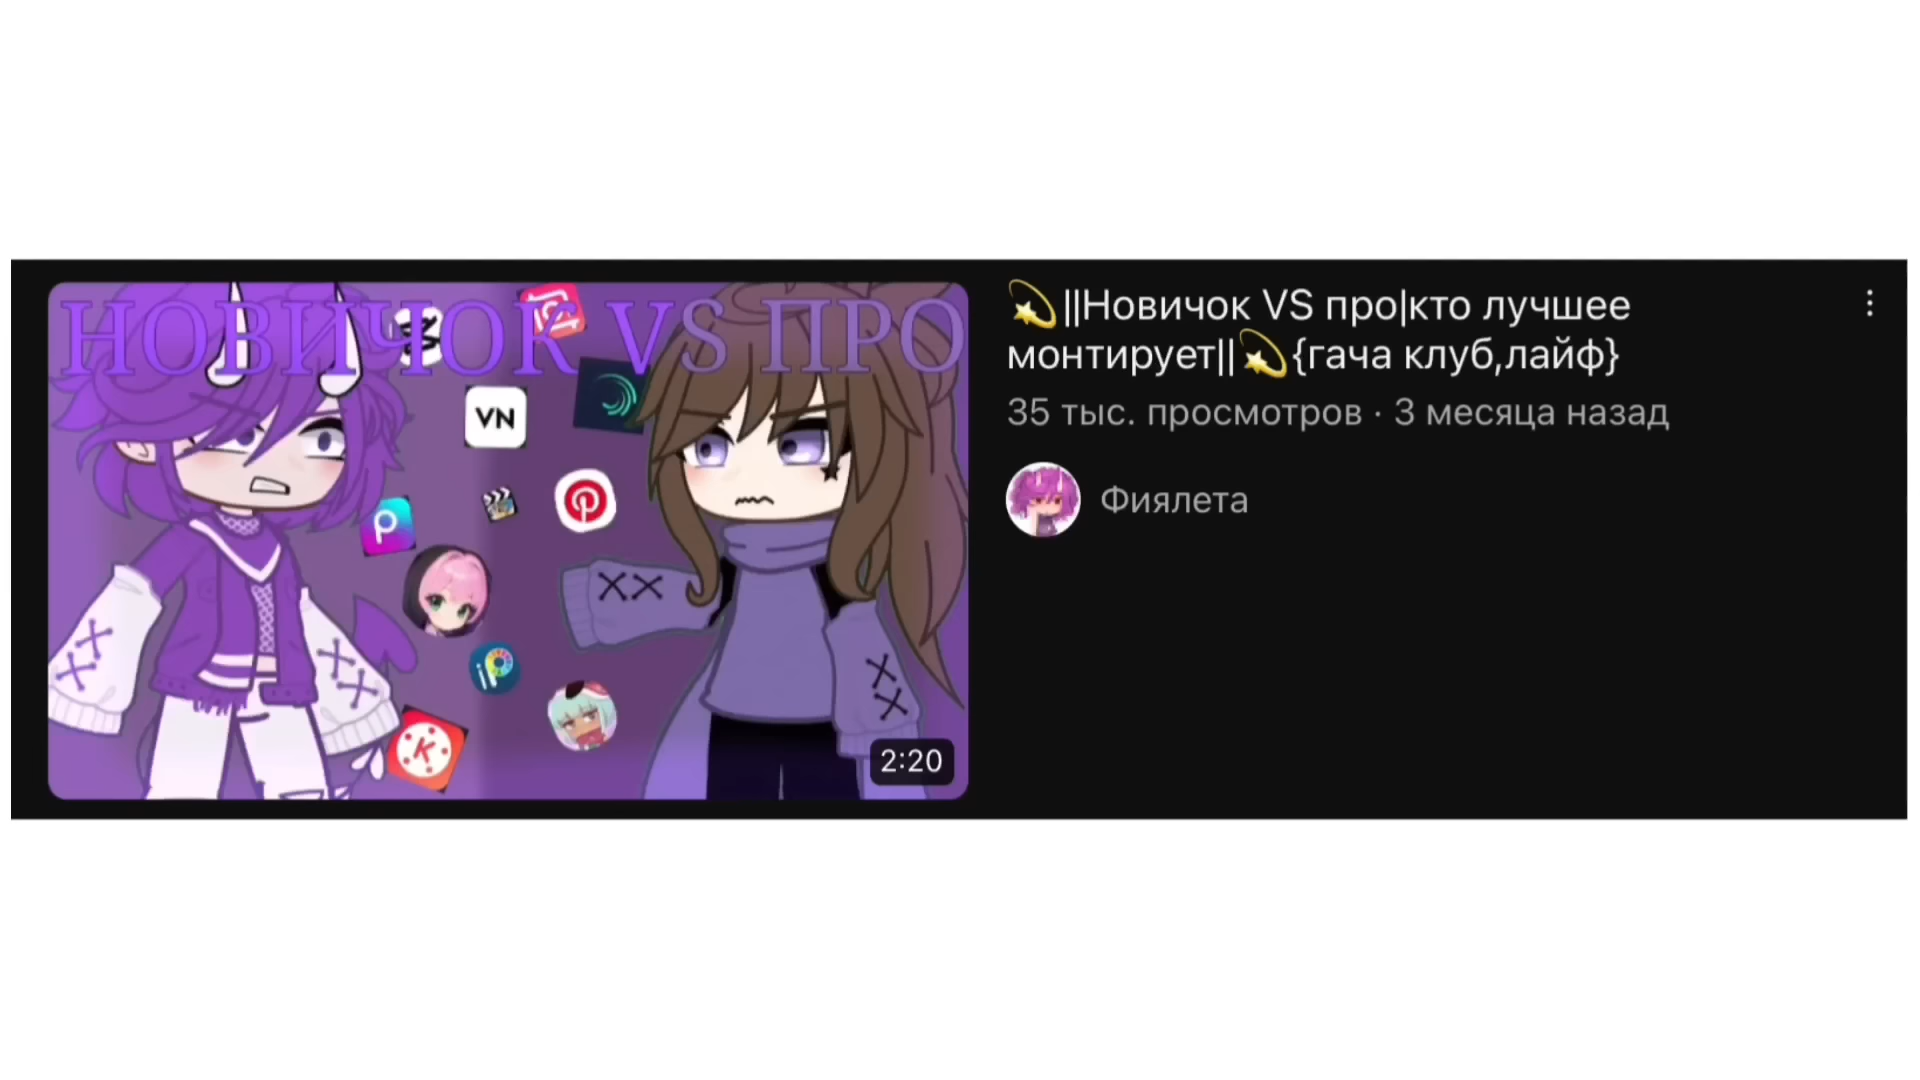 НОВИЧОК VS ПРО
VN
2:20
💫||Новичок VS про|кто лучшее
монтирует||💫{гача клуб,лайф}
35 тыс. просмотров · 3 месяца назад
Фиялета